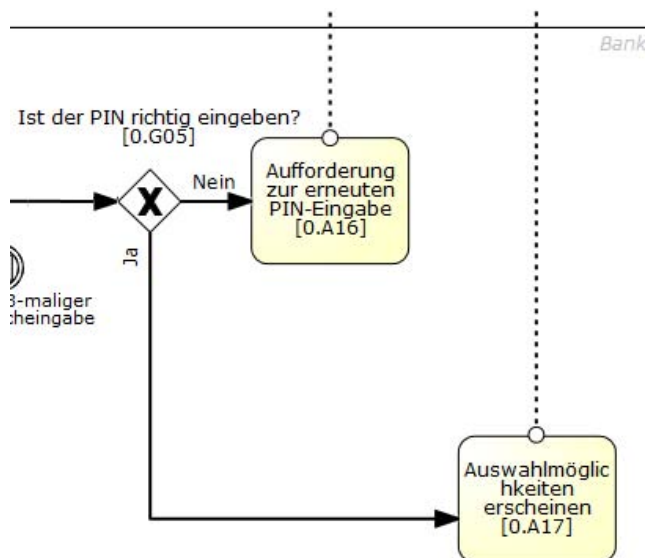 Bank
Ist der PIN richtig eingeben?
[0.G05]
Nein
Aufforderung
zur erneuten
PIN-Eingabe
[0.A16]
Ja
3-maliger
cheingabe
Auswahlmöglic
hkeiten
erscheinen
[0.A17]